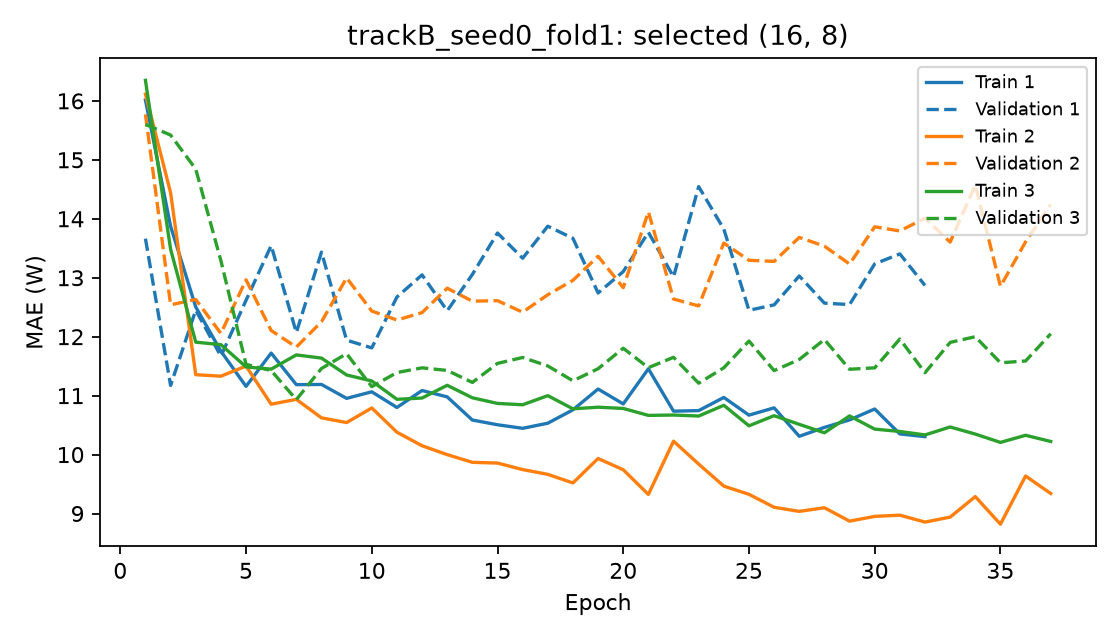 trackB_seed0_fold1: selected (16, 8)
MAE (W)
16
15
14
13
12
11
10
9
Train 1
Validation 1
Train 2
Validation 2
Train 3
Validation 3
0 5 10 15 20 25 30 35
Epoch